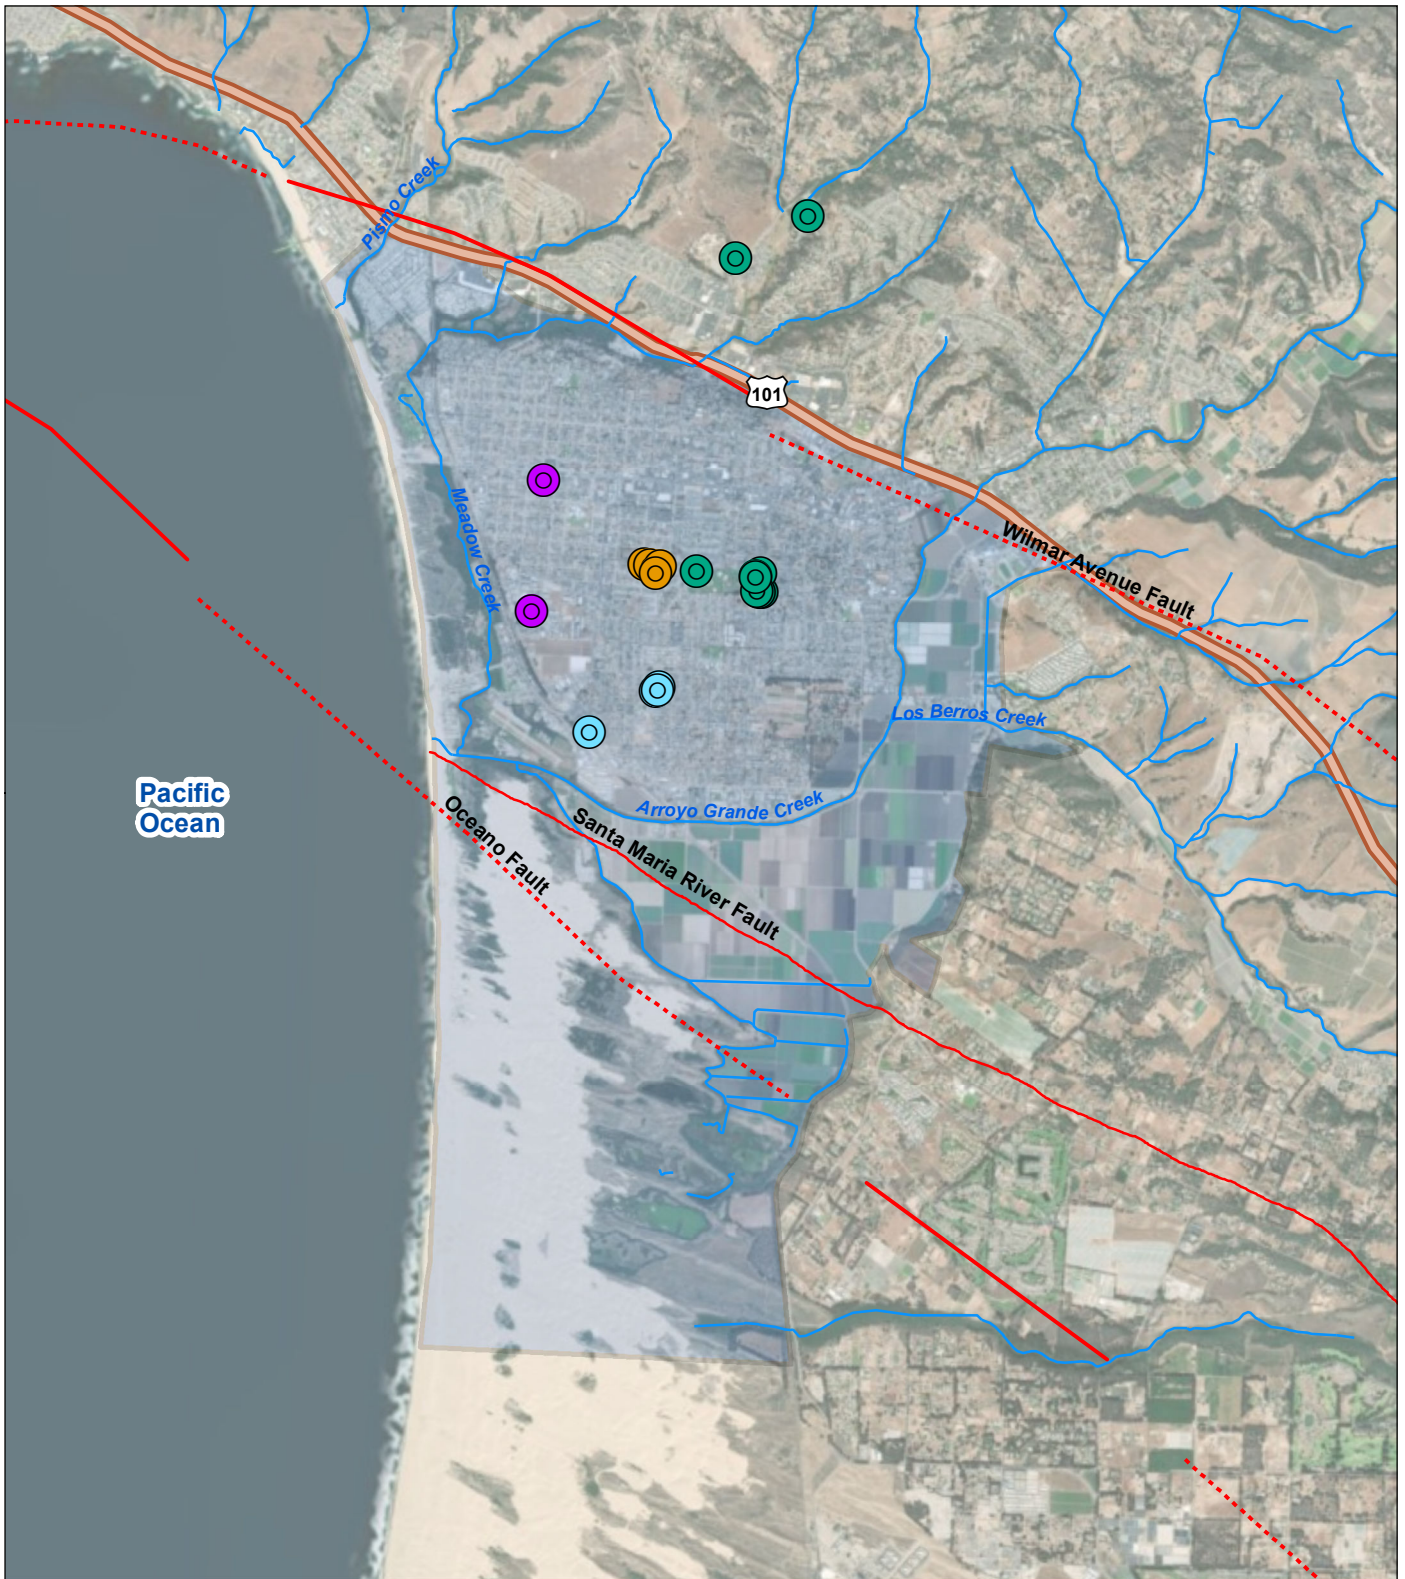 Pismo Creek
101
Meadow Creek
Wilmar Avenue Fault
Los Berros Creek
Pacific
Ocean
Arroyo Grande Creek
Oceano Fault
Santa Maria River Fault